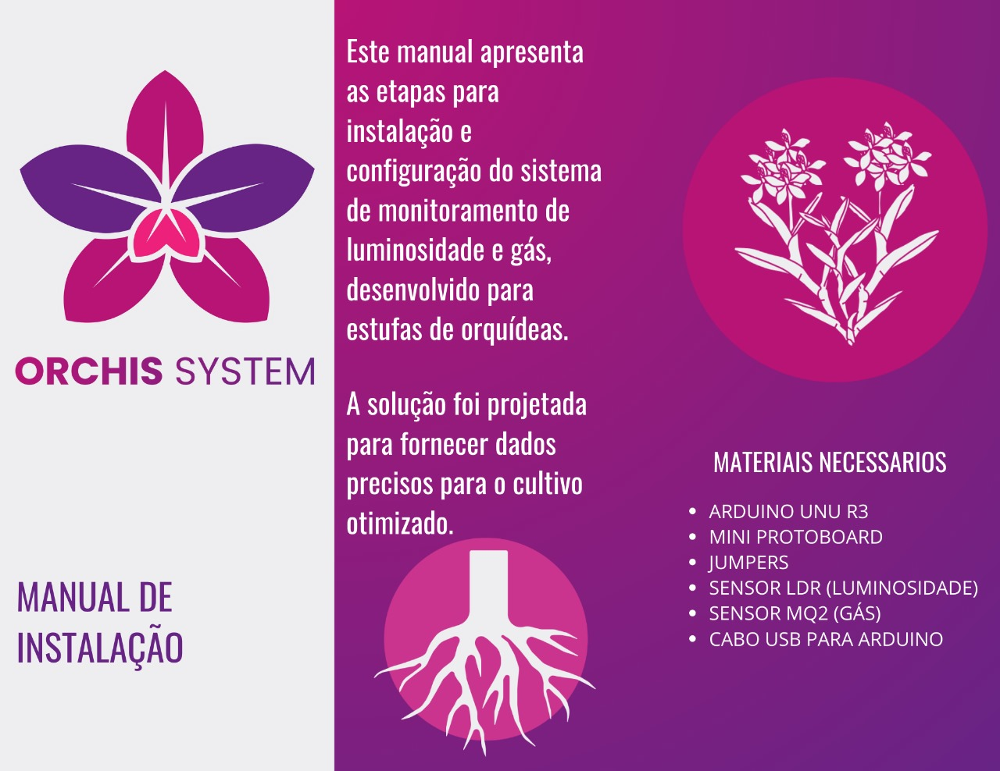 ORCHIS SYSTEM
MANUAL DE
INSTALAÇÃO
Este manual apresenta
as etapas para
instalação e
configuração do sistema
de monitoramento de
luminosidade e gás,
desenvolvido para
estufas de orquídeas.
A solução foi projetada
para fornecer dados
precisos para o cultivo
otimizado.
MATERIAIS NECESSARIOS
• ARDUINO UNU R3
• MINI PROTOBOARD
• JUMPERS
• SENSOR LDR (LUMINOSIDADE)
• SENSOR MQ2 (GÁS)
• CABO USB PARA ARDUINO